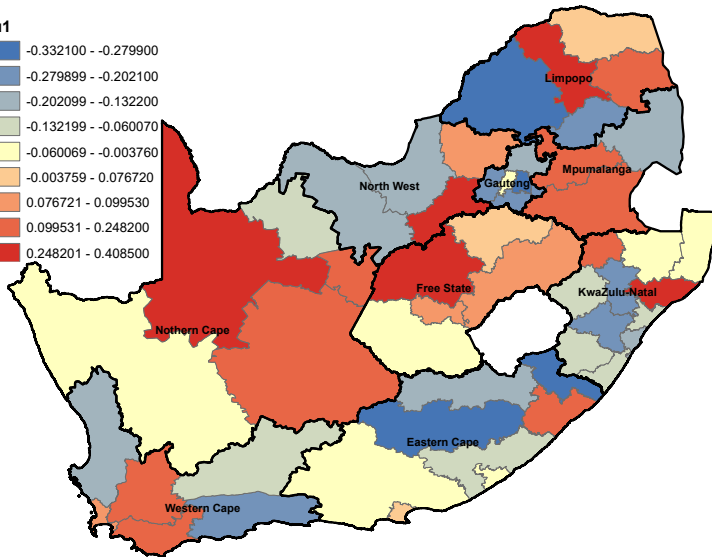 -0.332100 - -0.279900
-0.279899 - -0.202100
-0.202099 - -0.132200
-0.132199 - -0.060070
-0.060069 - -0.003760
-0.003759 - 0.076720
0.076721 - 0.099530
0.099531 - 0.248200
0.248201 - 0.408500
Limpopo
Mpumalanga
Gauteng
North West
Free State
KwaZulu-Natal
Nothern Cape
Eastern Cape
Western Cape